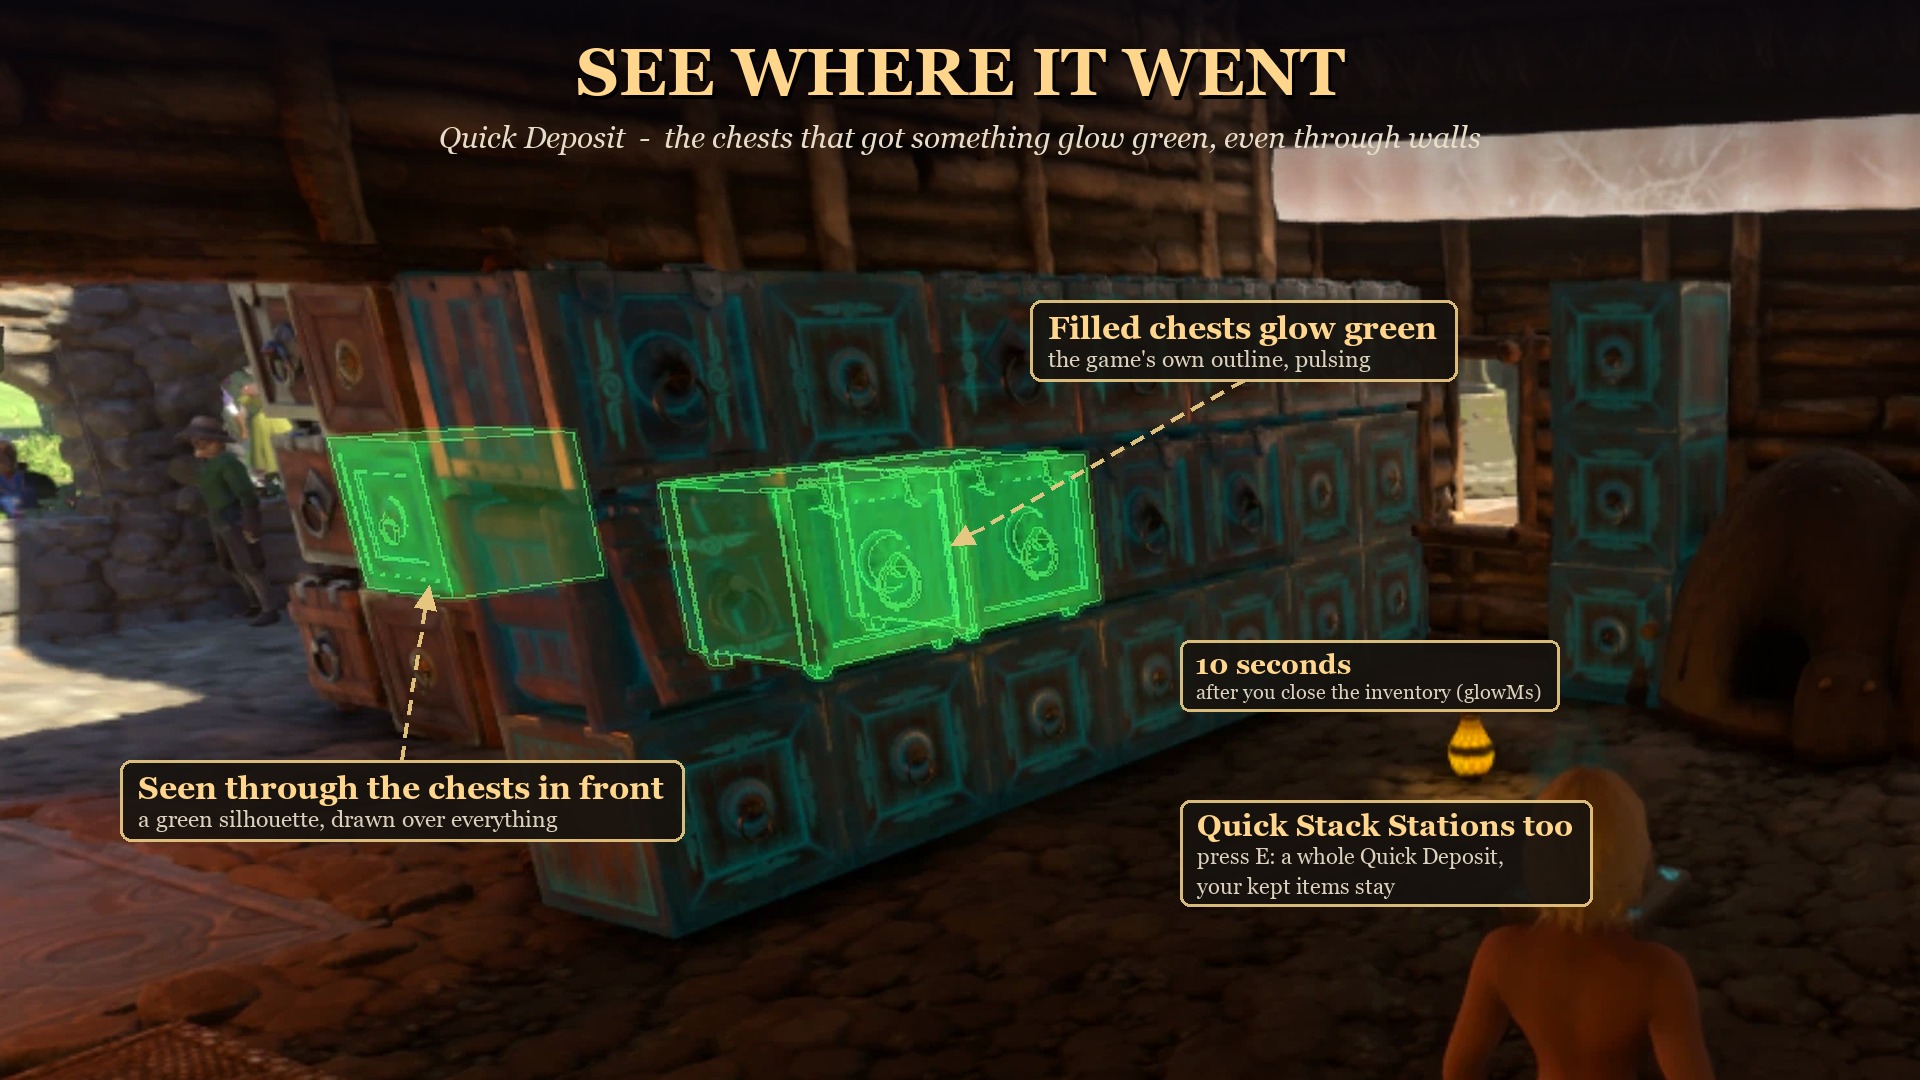 SEE WHERE IT WENT
Quick Deposit - the chests that got something glow green, even through walls
Filled chests glow green
the game's own outline, pulsing
10 seconds
after you close the inventory (glowMs)
Seen through the chests in front
a green silhouette, drawn over everything
Quick Stack Stations too
press E: a whole Quick Deposit,
your kept items stay